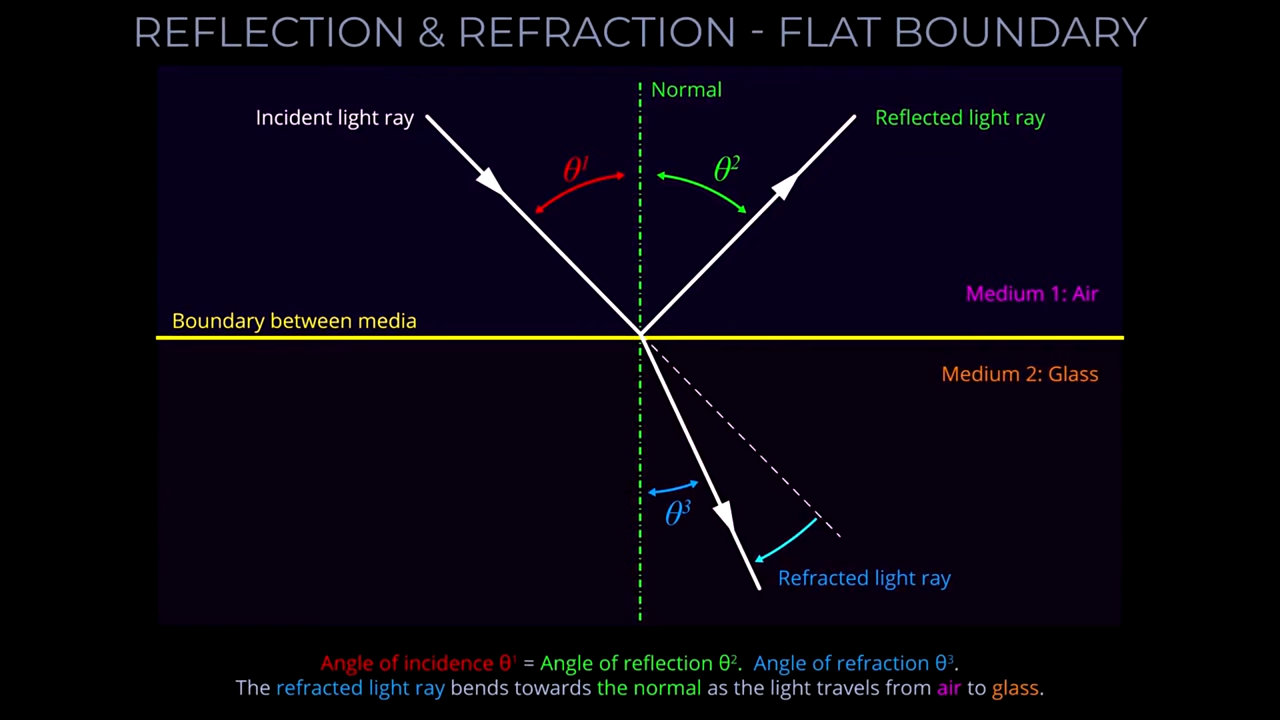 REFLECTION & REFRACTION - FLAT BOUNDARY
Normal
Incident light ray
Reflected light ray
θ¹
θ²
Medium 1: Air
Boundary between media
Medium 2: Glass
θ³
Refracted light ray
Angle of incidence θ¹ = Angle of reflection θ². Angle of refraction θ³.
The refracted light ray bends towards the normal as the light travels from air to glass.